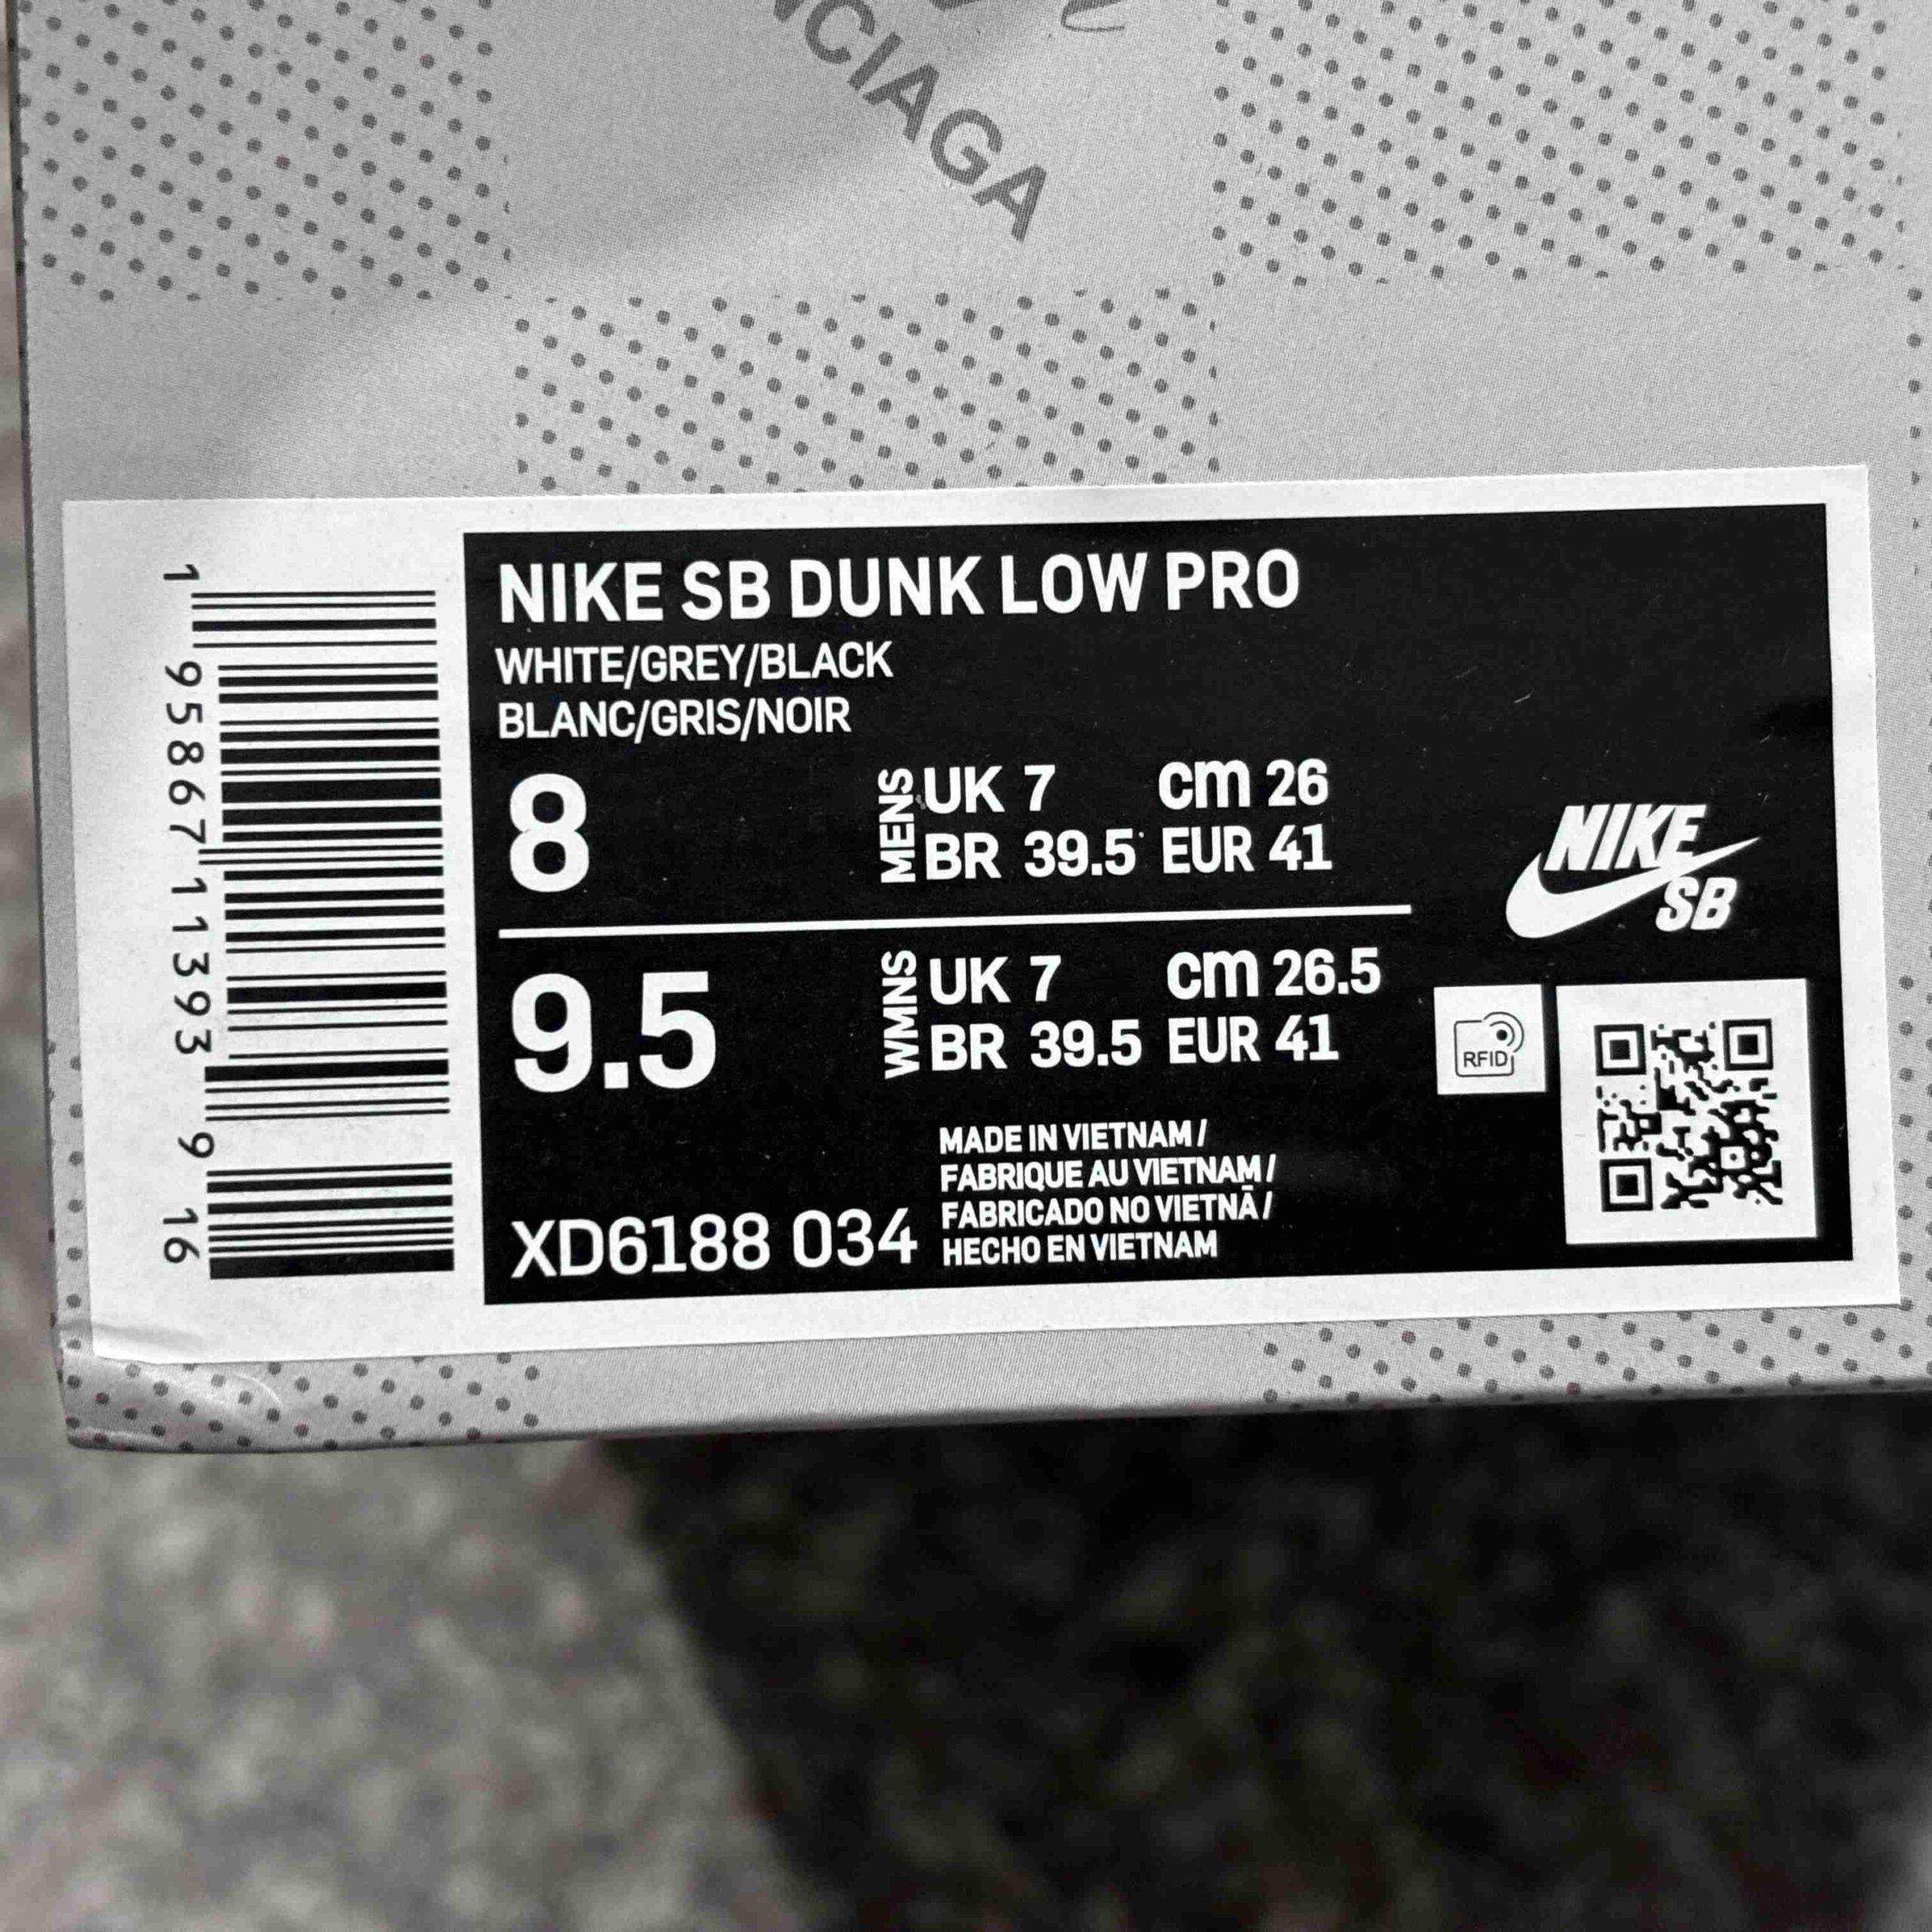 NCIAGA
NIKE SB DUNK LOW PRO
WHITE/GREY/BLACK
BLANC/GRIS/NOIR
8 MENS UK 7 cm 26
BR 39.5 EUR 41
9.5 WMNS UK 7 cm 26.5
BR 39.5 EUR 41
NIKE
SB
RFID
MADE IN VIETNAM /
FABRIQUE AU VIETNAM /
FABRICADO NO VIETNÃ /
HECHO EN VIETNAM
XD6188 034
1 95867 11393 9 16